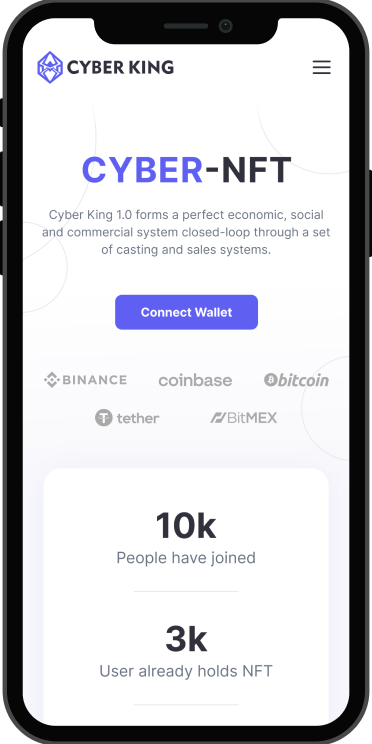 CYBER KING
CYBER-NFT
Cyber King 1.0 forms a perfect economic, social
and commercial system closed-loop through a set
of casting and sales systems.
Connect Wallet
BINANCE coinbase bitcoin
tether BitMEX
10k
People have joined
3k
User already holds NFT